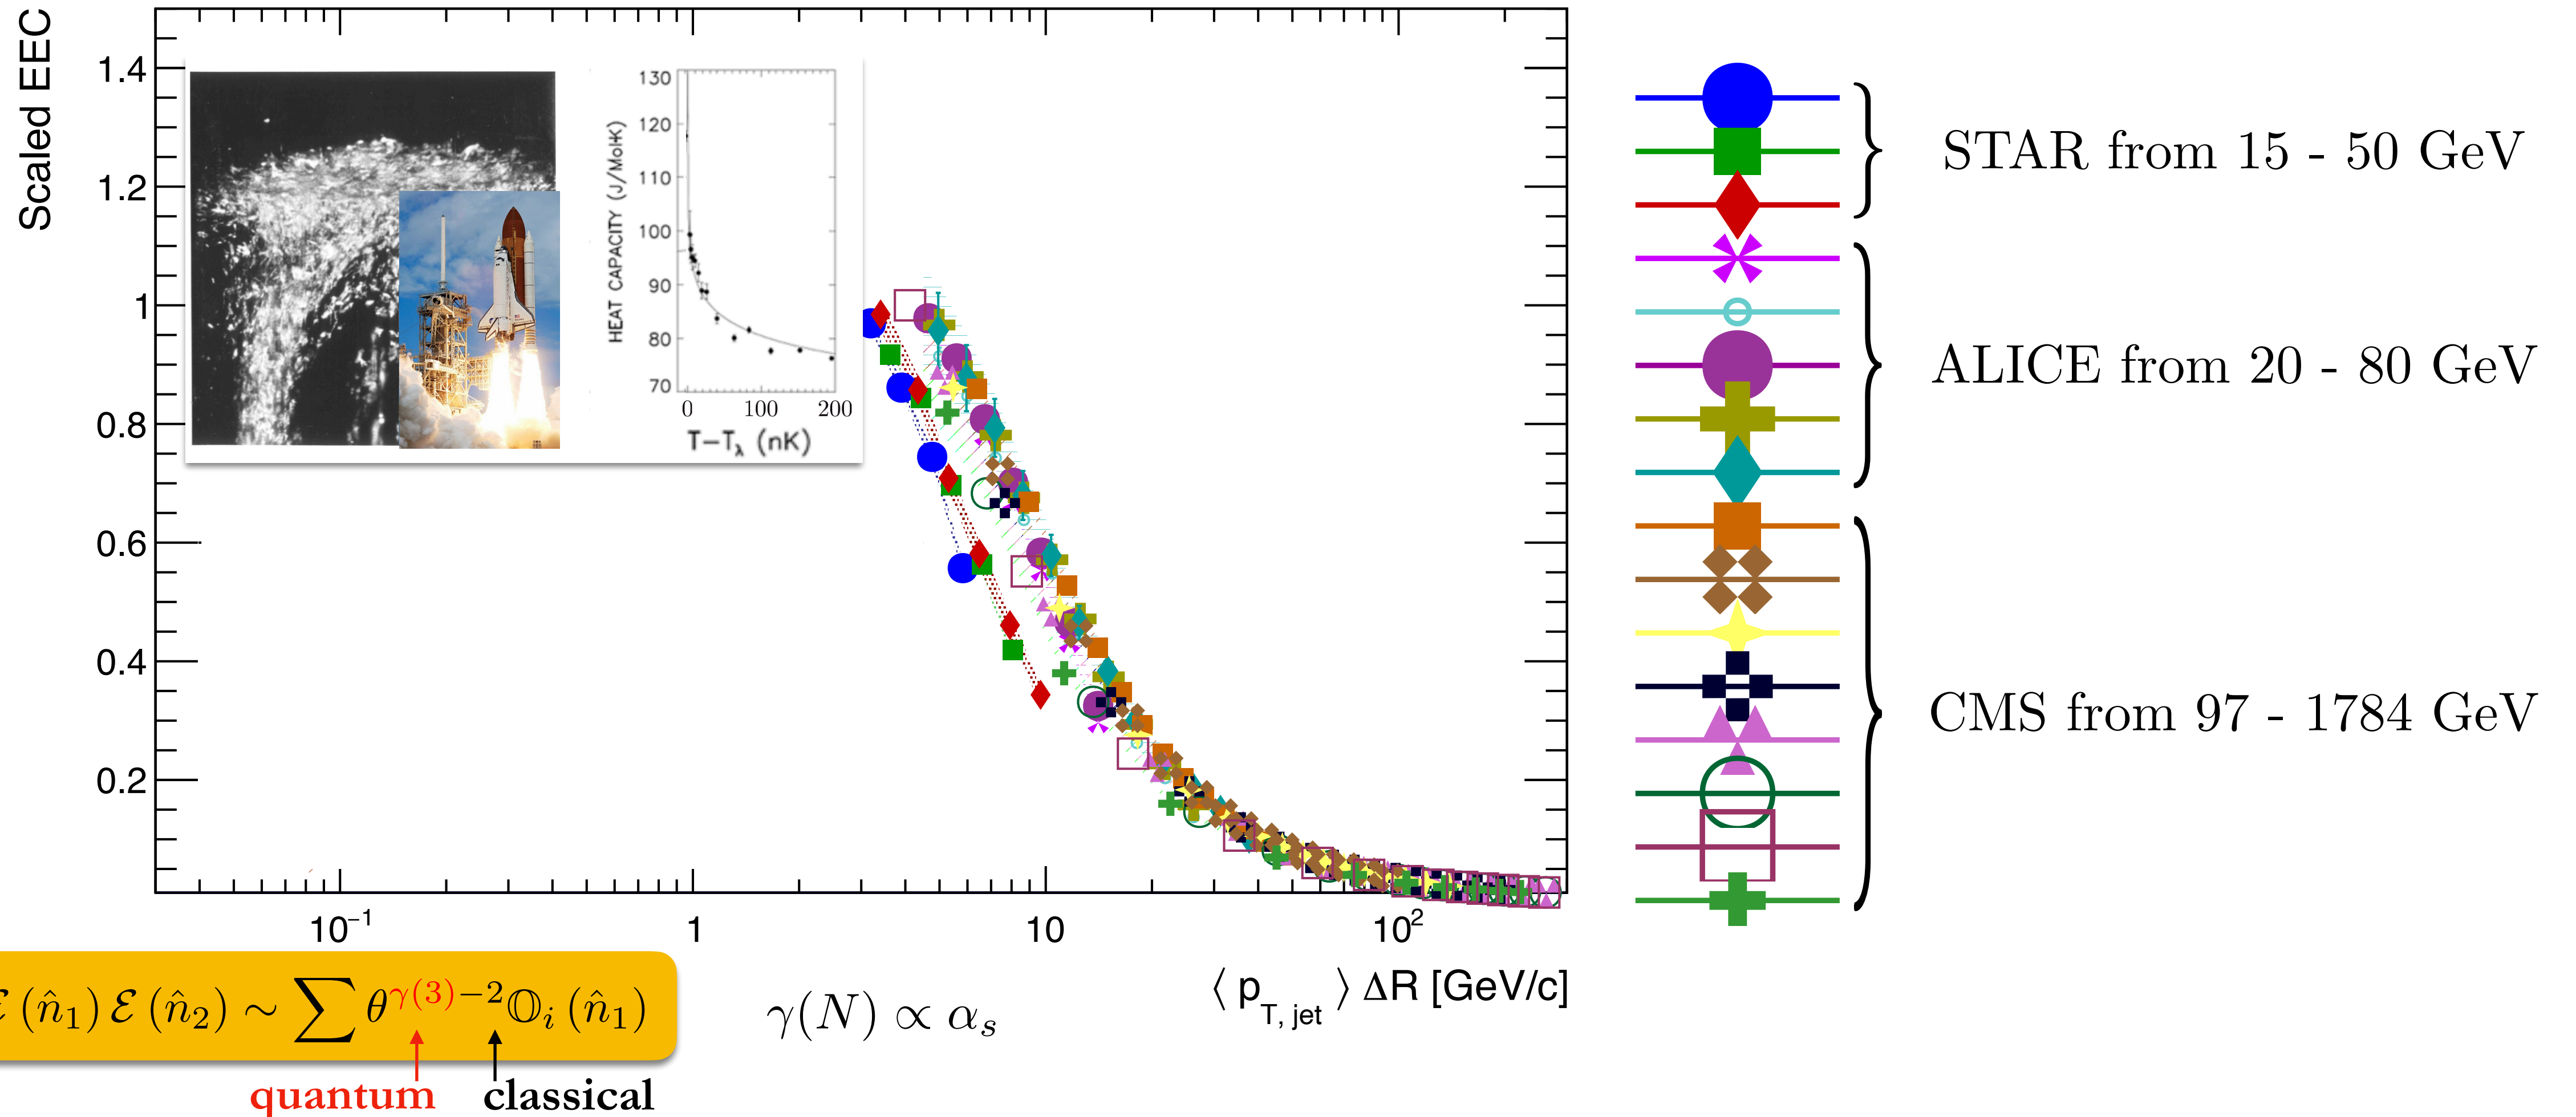 Scaled EEC
1.4
1.2
1
0.8
0.6
0.4
0.2
10⁻¹
1
10
10²
⟨ p_{T, jet} ⟩ ΔR [GeV/c]
HEAT CAPACITY (J/MolK)
130
120
110
100
90
80
70
0 100 200
T−T_λ (nK)
STAR from 15 - 50 GeV
ALICE from 20 - 80 GeV
CMS from 97 - 1784 GeV
ℰ(n̂₁) ℰ(n̂₂) ∼ ∑ θ^{γ(3)−2} 𝕆_i (n̂₁)
γ(N) ∝ α_s
quantum classical